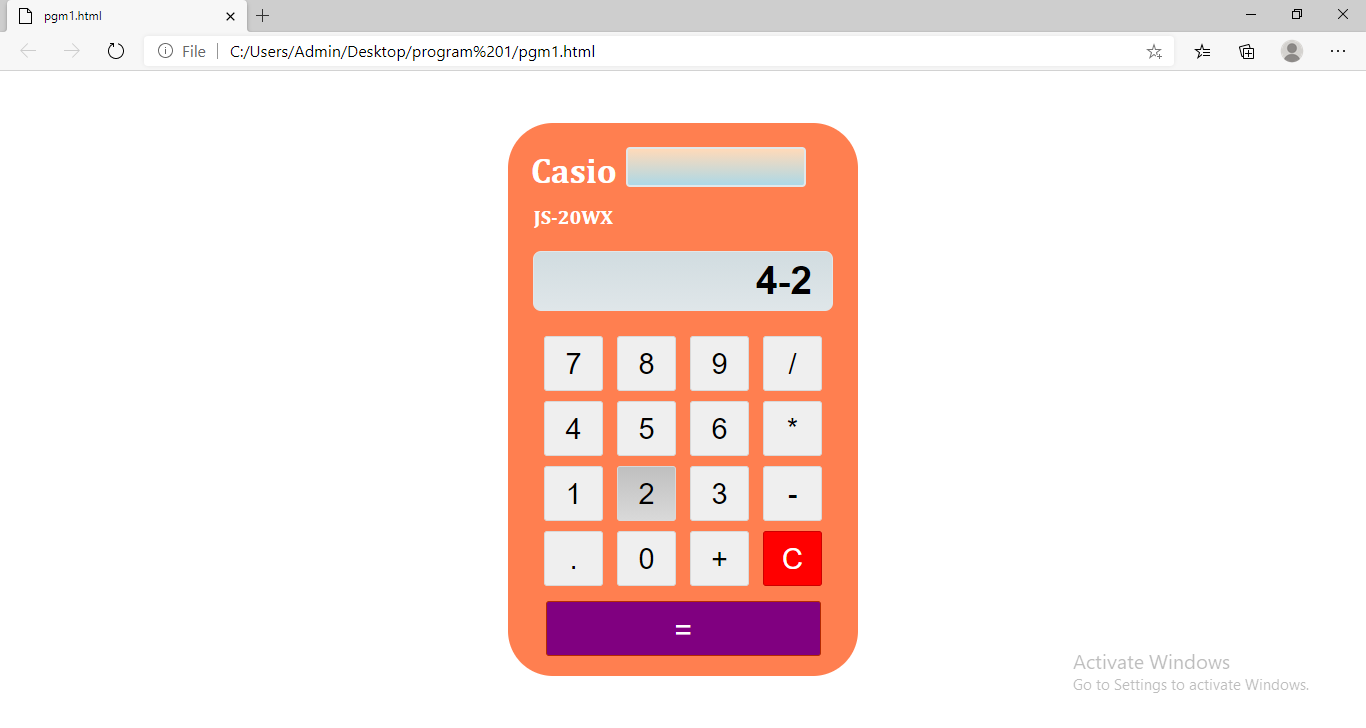 pgm1.html
File C:/Users/Admin/Desktop/program%201/pgm1.html
Casio
JS-20WX
4-2
7 8 9 /
4 5 6 *
1 2 3 -
. 0 + C
=
Activate Windows
Go to Settings to activate Windows.